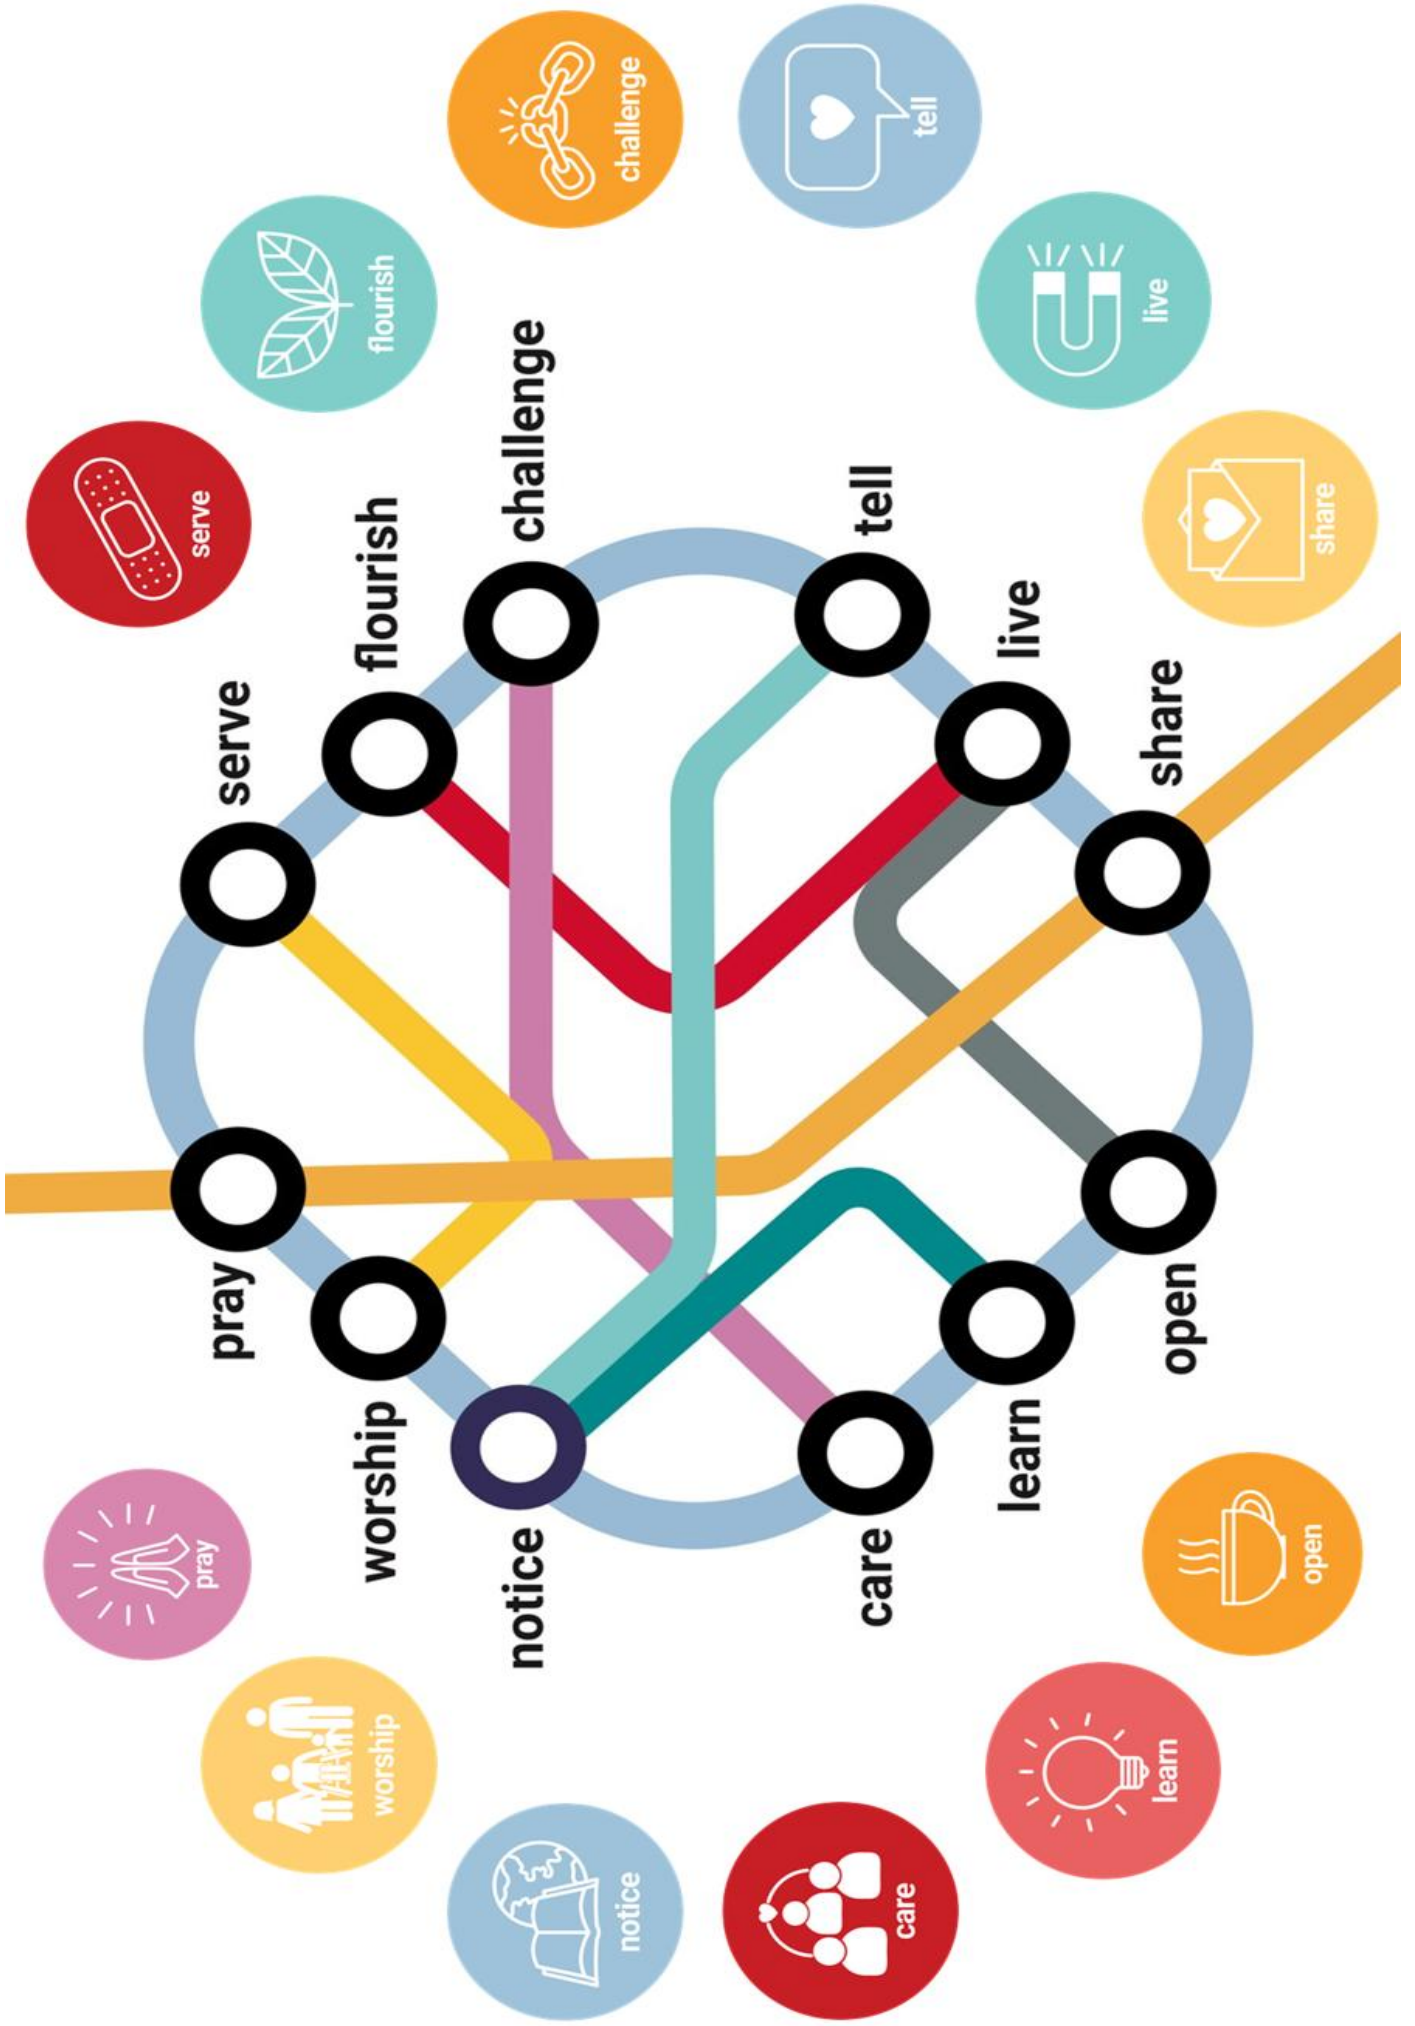 pray
serve
worship
flourish
notice
challenge
care
tell
learn
live
open
share
pray
serve
worship
flourish
notice
challenge
care
tell
learn
live
open
share